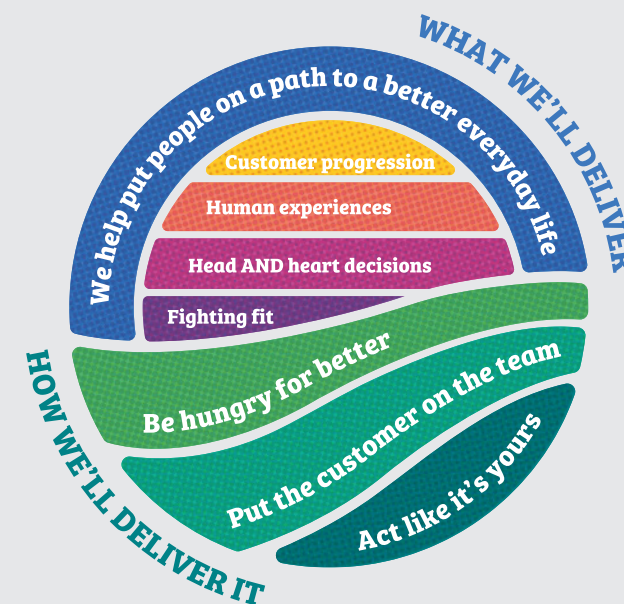 WHAT WE'LL DELIVER
We help put people on a path to a better everyday life
Customer progression
Human experiences
Head AND heart decisions
Fighting fit
Be hungry for better
Put the customer on the team
Act like it's yours
HOW WE'LL DELIVER IT